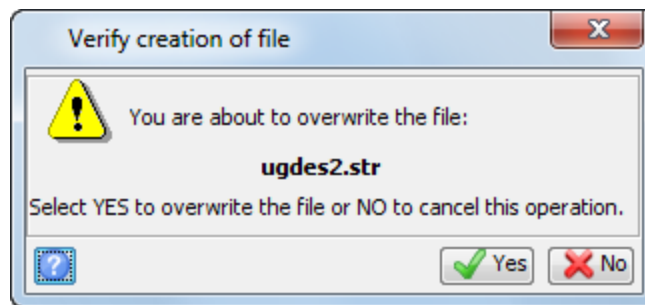 Verify creation of file
You are about to overwrite the file:
ugdes2.str
Select YES to overwrite the file or NO to cancel this operation.
Yes No